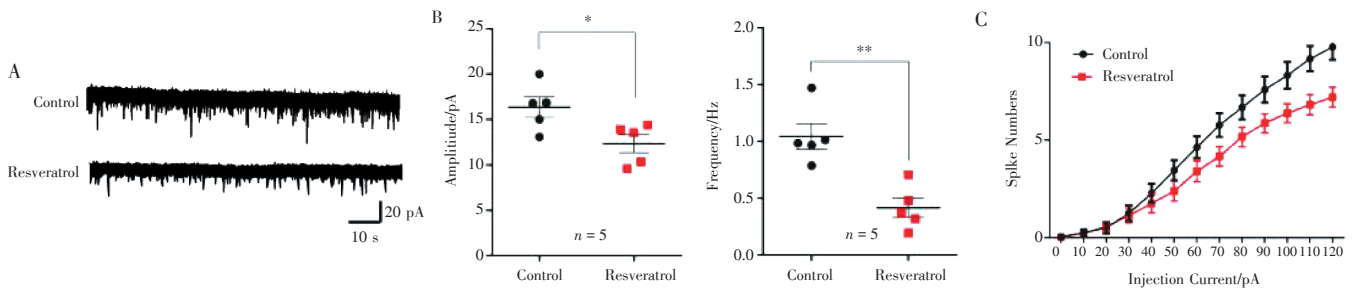 A
Control
Resveratrol
20 pA
10 s
B
Amplitiude/pA
25
20
15
10
5
0
*
n = 5
Control
Resveratrol
Frequency/Hz
2.0
1.5
1.0
0.5
0.0
**
n = 5
Control
Resveratrol
C
Spike Numbers
10
5
0
Control
Resveratrol
0 10 20 30 40 50 60 70 80 90 100 110 120
Injection Current/pA